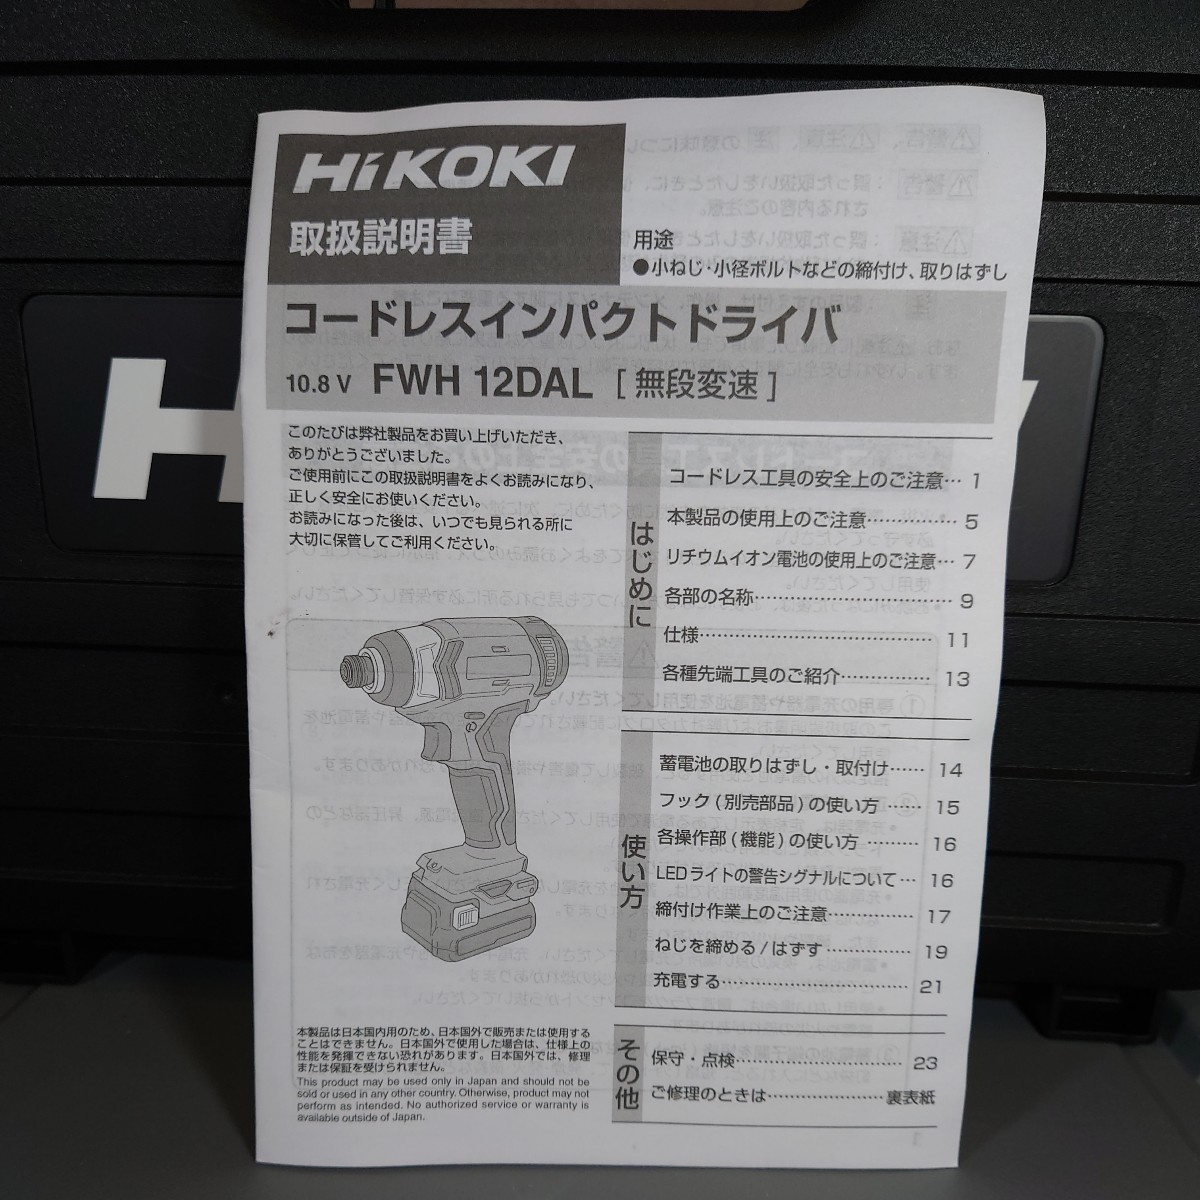 HiKOKI
取扱説明書
用途
●小ねじ・小径ボルトなどの締付け、取りはずし
コードレスインパクトドライバ
10.8 V FWH 12DAL [ 無段変速 ]
このたびは弊社製品をお買い上げいただき、
ありがとうございました。
ご使用前にこの取扱説明書をよくお読みになり、
正しく安全にお使いください。
お読みになった後は、いつでも見られる所に
大切に保管してご利用ください。
はじめに
コードレス工具の安全上のご注意… 1
本製品の使用上のご注意…………… 5
リチウムイオン電池の使用上のご注意… 7
各部の名称…………………………… 9
仕様…………………………………… 11
各種先端工具のご紹介…………… 13
使い方
蓄電池の取りはずし・取付け…… 14
フック(別売部品)の使い方 …… 15
各操作部(機能)の使い方 ……… 16
LEDライトの警告シグナルについて… 16
締付け作業上のご注意…………… 17
ねじを締める/はずす …………… 19
充電する……………………………… 21
その他
保守・点検…………………………… 23
ご修理のときは………………… 裏表紙
本製品は日本国内用のため、日本国外で販売または使用する
ことはできません。日本国外で使用した場合は、仕様上の
性能を発揮できない恐れがあります。日本国外では、修理
または保証を受けられません。
This product may be used only in Japan and should not be
sold or used in any other country. Otherwise, product may not
perform as intended. No authorized service or warranty is
available outside of Japan.